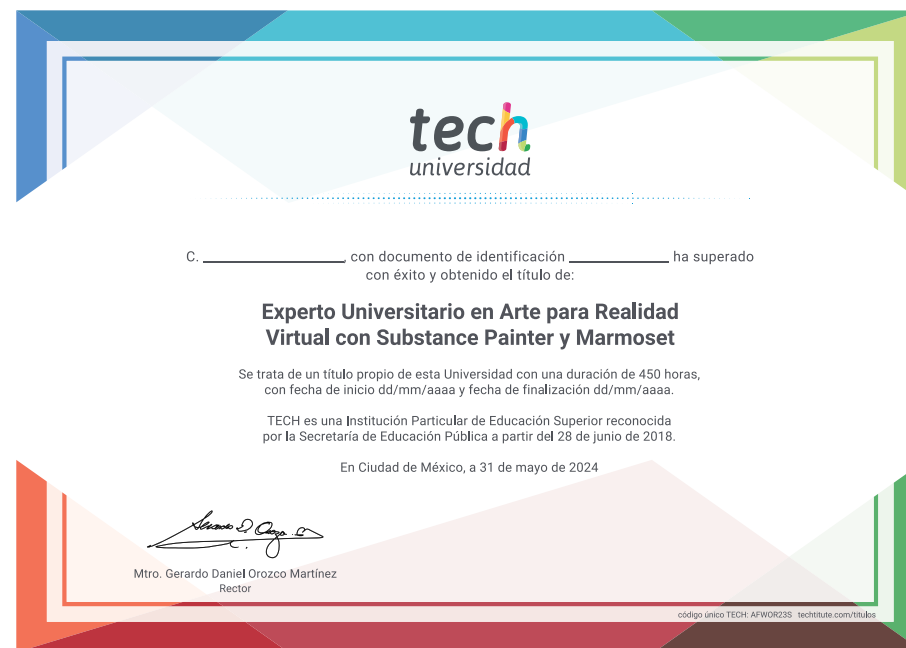 tech
universidad
C. ____________, con documento de identificación ____________ ha superado
con éxito y obtenido el título de:
Experto Universitario en Arte para Realidad
Virtual con Substance Painter y Marmoset
Se trata de un título propio de esta Universidad con una duración de 450 horas,
con fecha de inicio dd/mm/aaaa y fecha de finalización dd/mm/aaaa.
TECH es una Institución Particular de Educación Superior reconocida
por la Secretaría de Educación Pública a partir del 28 de junio de 2018.
En Ciudad de México, a 31 de mayo de 2024
Mtro. Gerardo Daniel Orozco Martínez
Rector
código único TECH: AFWOR23S techtitute.com/titulos